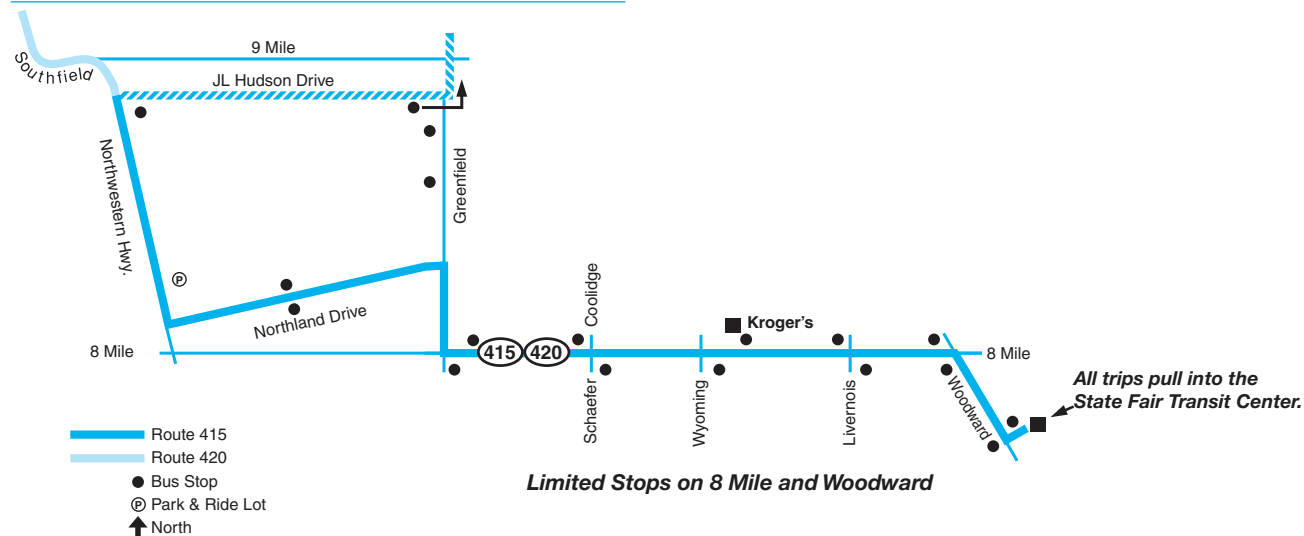 9 Mile
Southfield
JL Hudson Drive
Northwestern Hwy.
Greenfield
P
Northland Drive
Coolidge
Kroger's
8 Mile
415
420
8 Mile
Schaefer
Wyoming
Livernois
Woodward
All trips pull into the
State Fair Transit Center.
Route 415
Route 420
Bus Stop
P Park & Ride Lot
North
Limited Stops on 8 Mile and Woodward